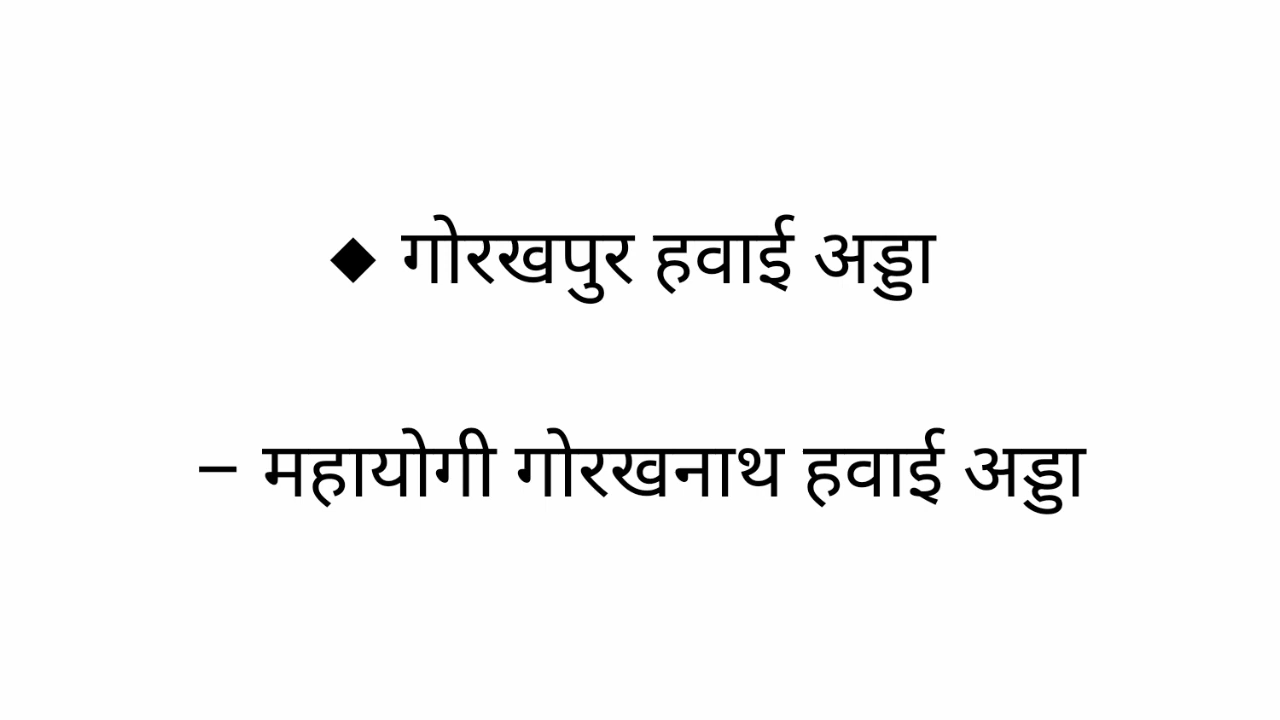 ◆ गोरखपुर हवाई अड्डा
– महायोगी गोरखनाथ हवाई अड्डा